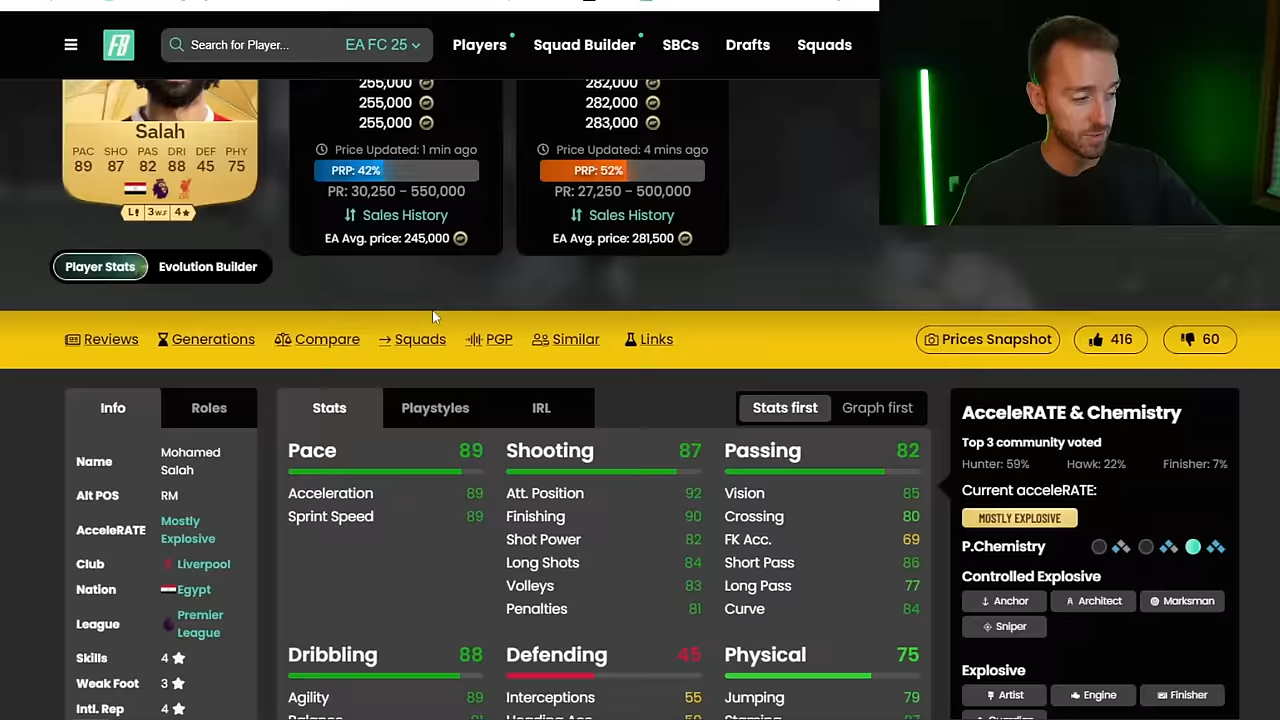 FB
Search for Player...
EA FC 25
Players
Squad Builder
SBCs
Drafts
Squads
Salah
PAC SHO PAS DRI DEF PHY
89 87 82 88 45 75
L 3 W.F 4★
255,000
255,000
255,000
Price Updated: 1 min ago
PRP: 42%
PR: 30,250 - 550,000
Sales History
EA Avg. price: 245,000
282,000
282,000
283,000
Price Updated: 4 mins ago
PRP: 52%
PR: 27,250 - 500,000
Sales History
EA Avg. price: 281,500
Player Stats
Evolution Builder
Reviews
Generations
Compare
Squads
PGP
Similar
Links
Prices Snapshot
416
60
Info
Roles
Name Mohamed
Salah
Alt POS RM
AcceleRATE Mostly
Explosive
Club Liverpool
Nation Egypt
League Premier
League
Skills 4 ★
Weak Foot 3 ★
Intl. Rep 4 ★
Stats
Playstyles
IRL
Stats first
Graph first
Pace 89
Acceleration 89
Sprint Speed 89
Shooting 87
Att. Position 92
Finishing 90
Shot Power 82
Long Shots 84
Volleys 83
Penalties 81
Passing 82
Vision 85
Crossing 80
FK Acc. 69
Short Pass 86
Long Pass 77
Curve 84
Dribbling 88
Agility 89
Defending 45
Interceptions 55
Physical 75
Jumping 79
AcceleRATE & Chemistry
Top 3 community voted
Hunter: 59% Hawk: 22% Finisher: 7%
Current acceleRATE:
MOSTLY EXPLOSIVE
P.Chemistry
Controlled Explosive
Anchor
Architect
Marksman
Sniper
Explosive
Artist
Engine
Finisher